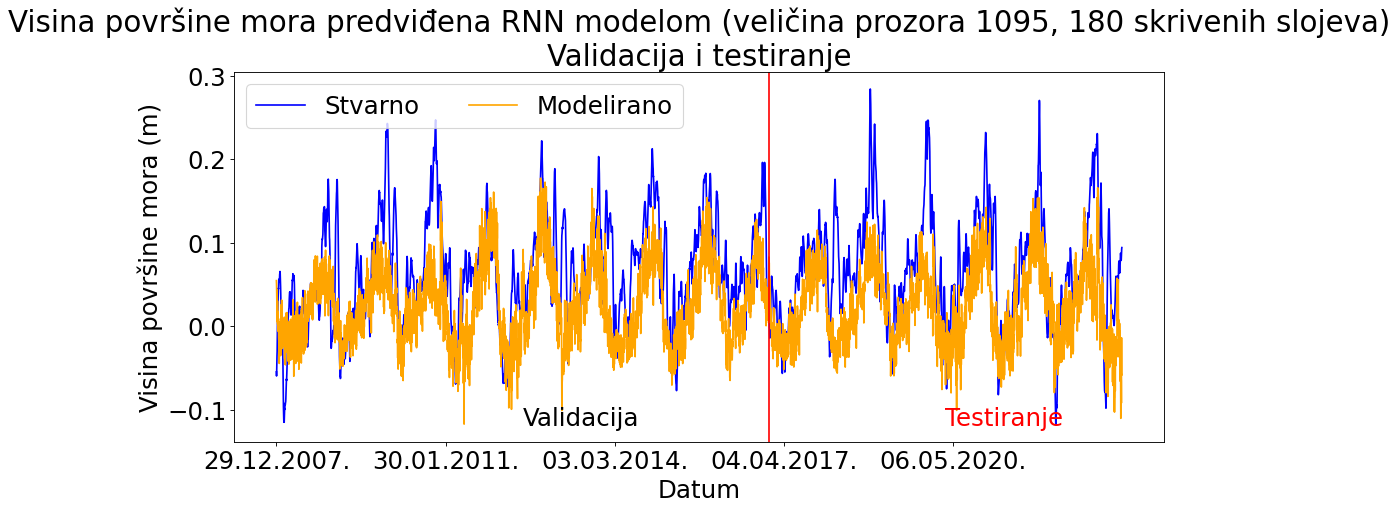 Visina površine mora predviđena RNN modelom (veličina prozora 1095, 180 skrivenih slojeva)
Validacija i testiranje
Stvarno
Modelirano
Visina površine mora (m)
0.3
0.2
0.1
0.0
−0.1
Validacija
Testiranje
29.12.2007.
30.01.2011.
03.03.2014.
04.04.2017.
06.05.2020.
Datum